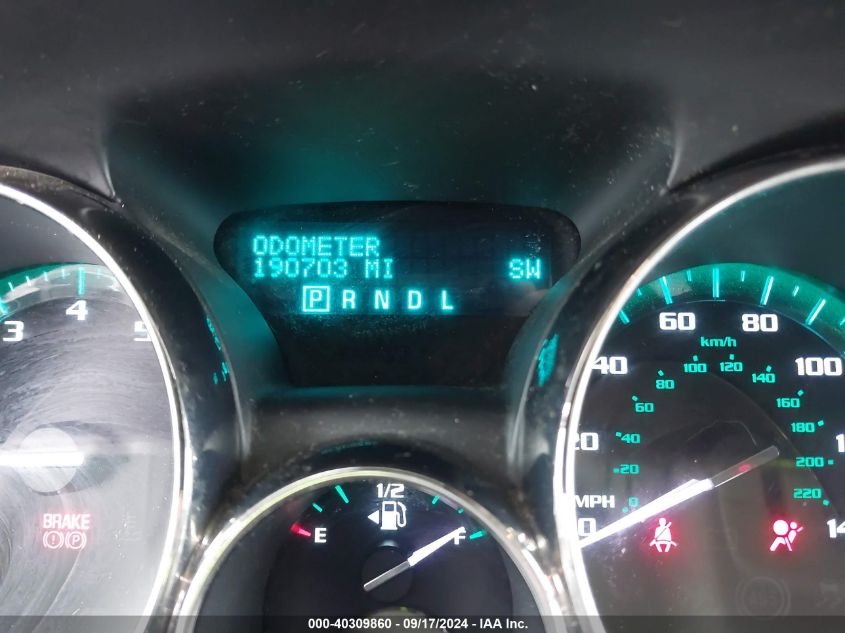 ODOMETER
190703 MI SW
P R N D L
3 4 5
BRAKE
P
E 1/2 F
20 40 60 80 100
km/h
0 20 40 60 80 100 120 140 160 180 200 220
MPH
000-40309860 - 09/17/2024 - IAA Inc.